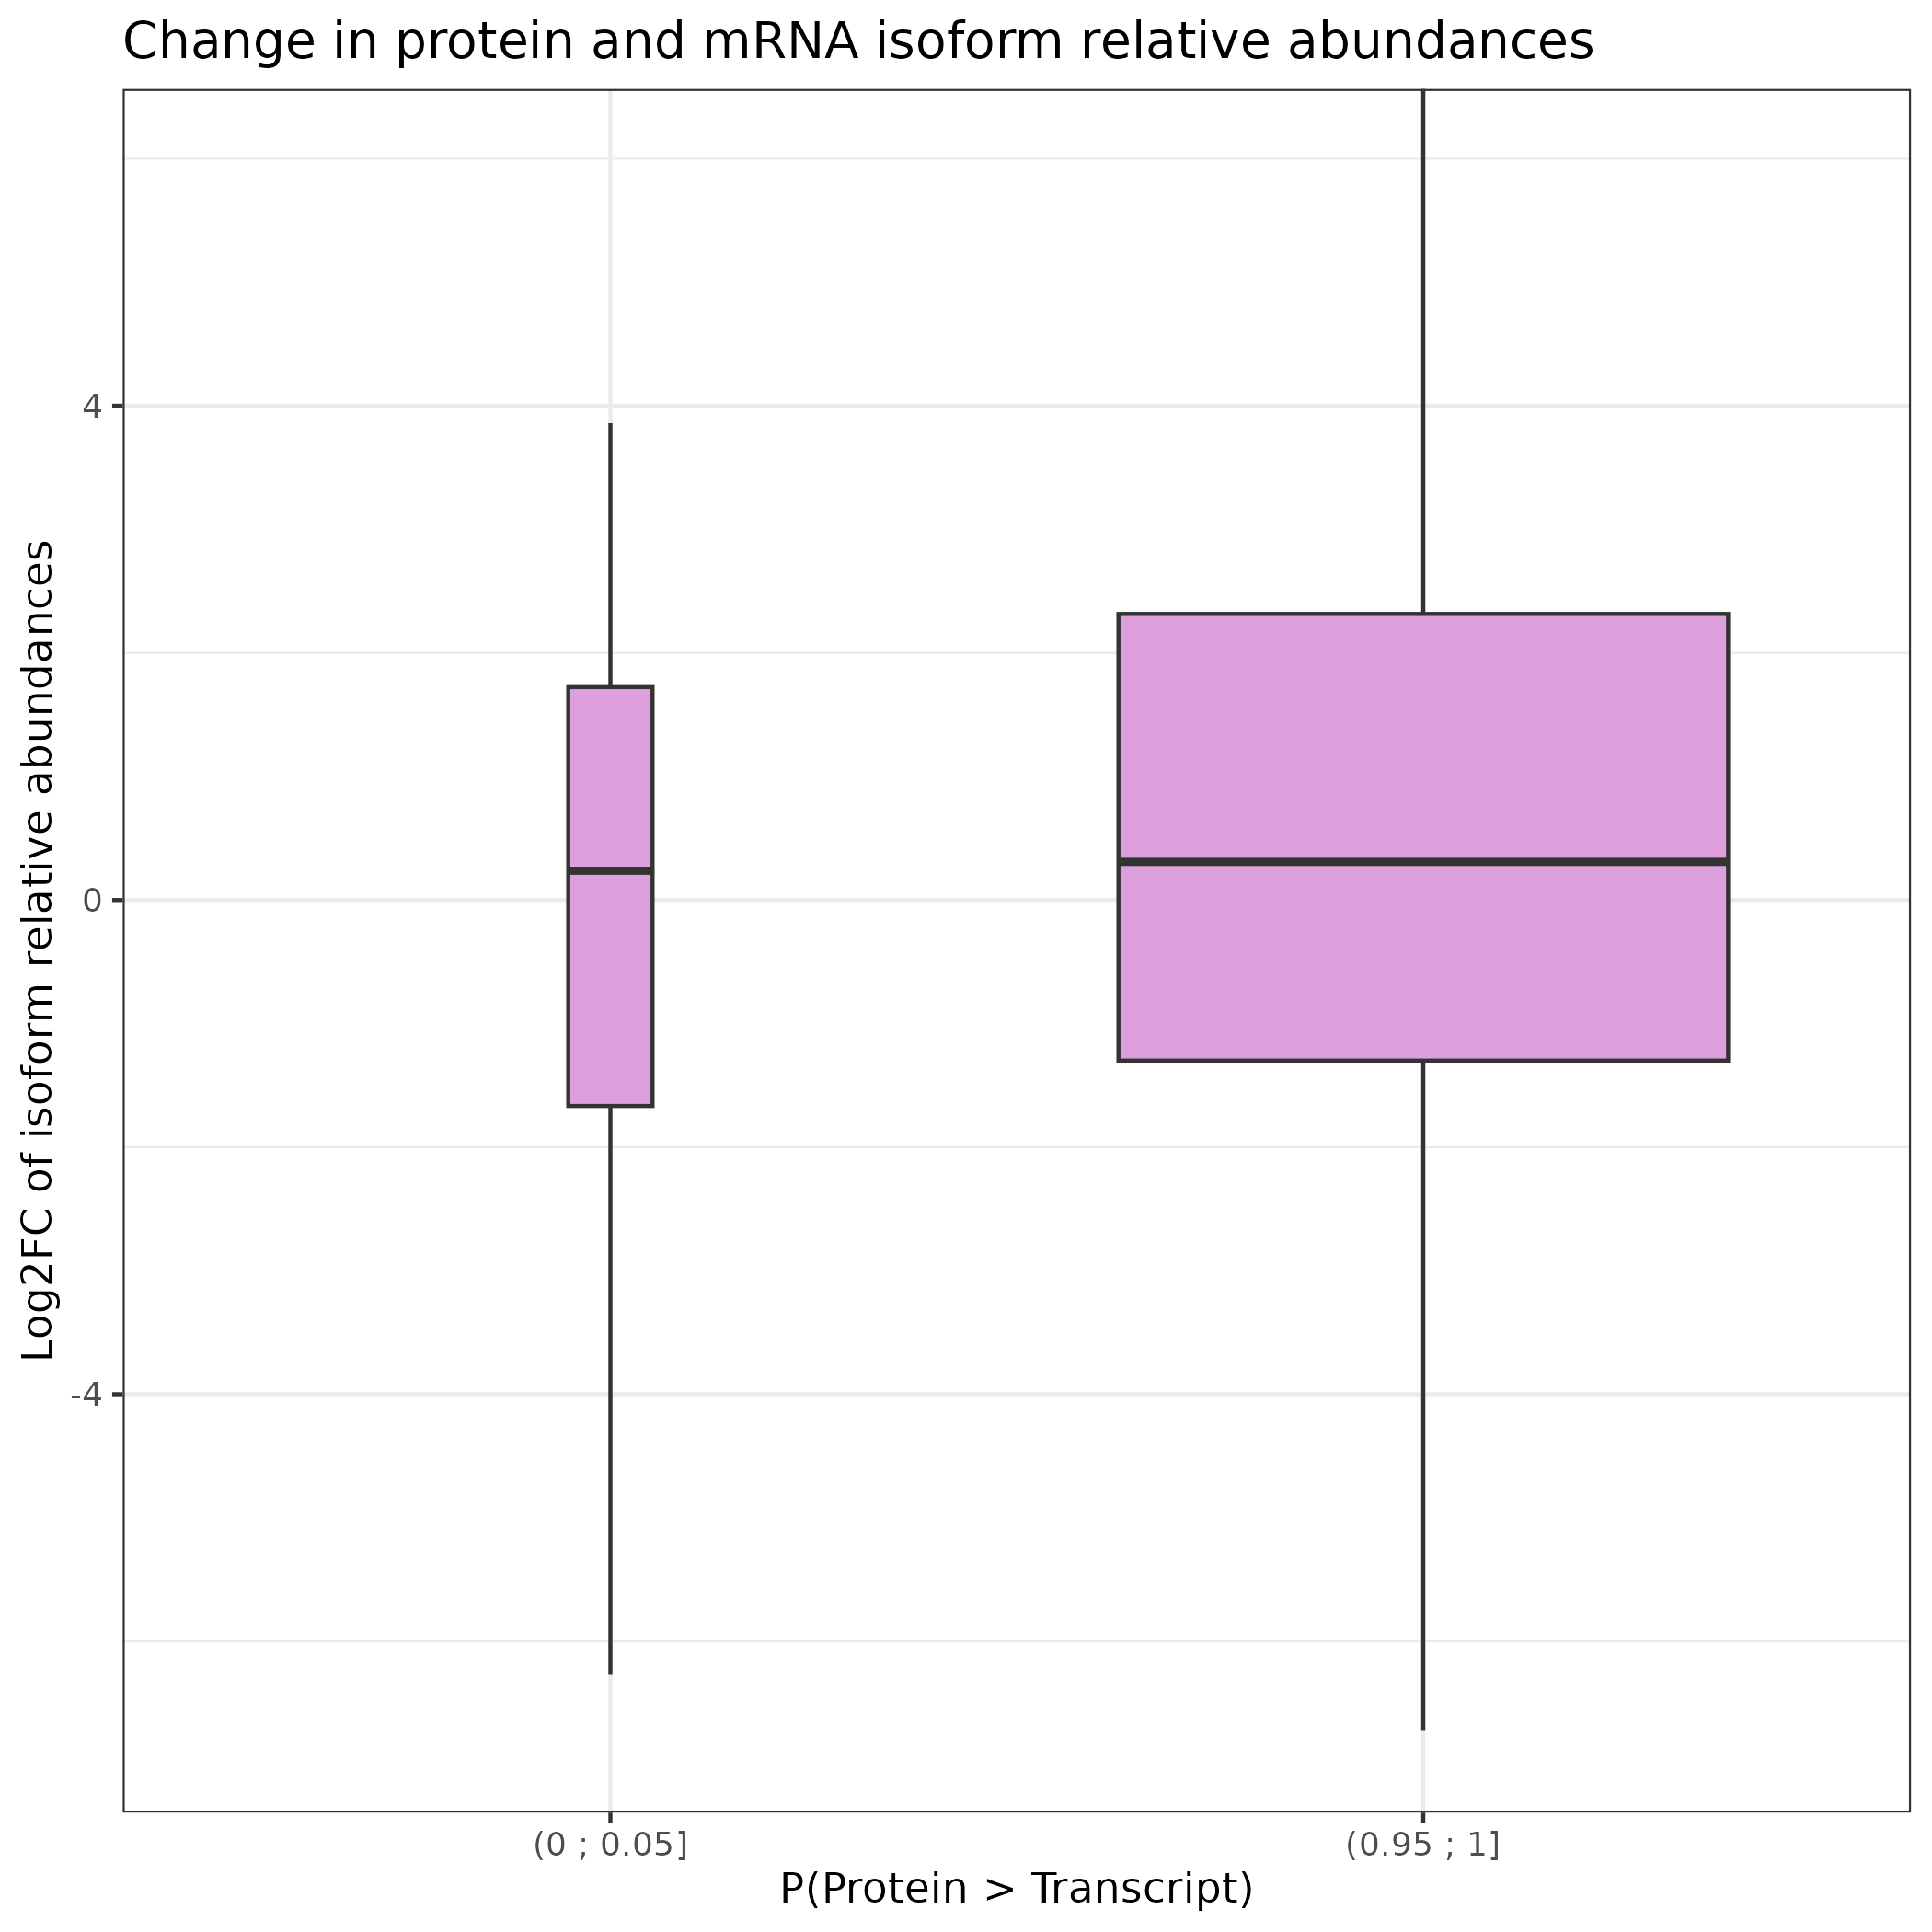 Change in protein and mRNA isoform relative abundances
Log2FC of isoform relative abundances
4
0
-4
(0 ; 0.05]
(0.95 ; 1]
P(Protein > Transcript)